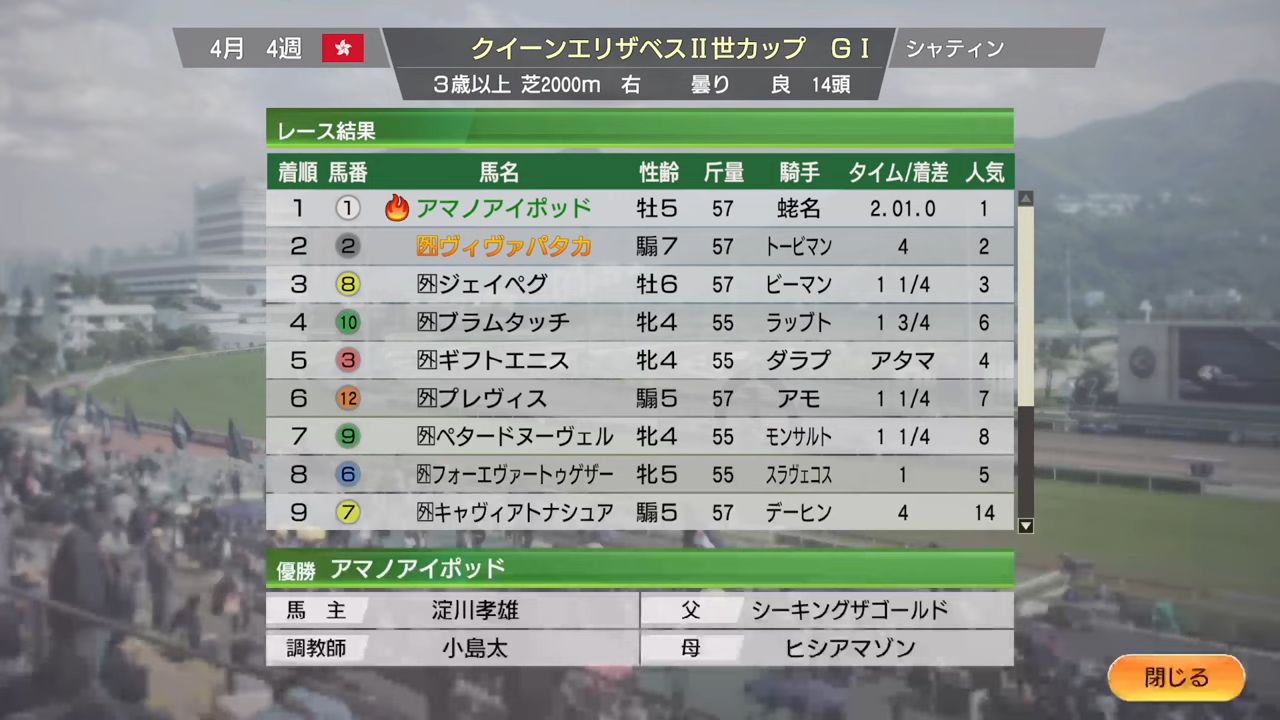 4月 4週 クイーンエリザベスⅡ世カップ GⅠ シャティン
3歳以上 芝2000m 右 曇り 良 14頭
レース結果
着順 馬番 馬名 性齢 斤量 騎手 タイム/着差 人気
1 1 アマノアイポッド 牡5 57 蛯名 2.01.0 1
2 2 外ヴィヴァパタカ 騸7 57 トービマン 4 2
3 8 外ジェイペグ 牡6 57 ビーマン 1 1/4 3
4 10 外ブラムタッチ 牝4 55 ラップト 1 3/4 6
5 3 外ギフトエニス 牝4 55 ダラプ アタマ 4
6 12 外プレヴィス 騸5 57 アモ 1 1/4 7
7 9 外ペタードヌーヴェル 牝4 55 モンサルト 1 1/4 8
8 6 外フォーエヴァートゥゲザー 牝5 55 スラヴェコス 1 5
9 7 外キャヴィアトナシュア 騸5 57 デーヒン 4 14
優勝 アマノアイポッド
馬主 淀川孝雄 父 シーキングザゴールド
調教師 小島太 母 ヒシアマゾン
閉じる